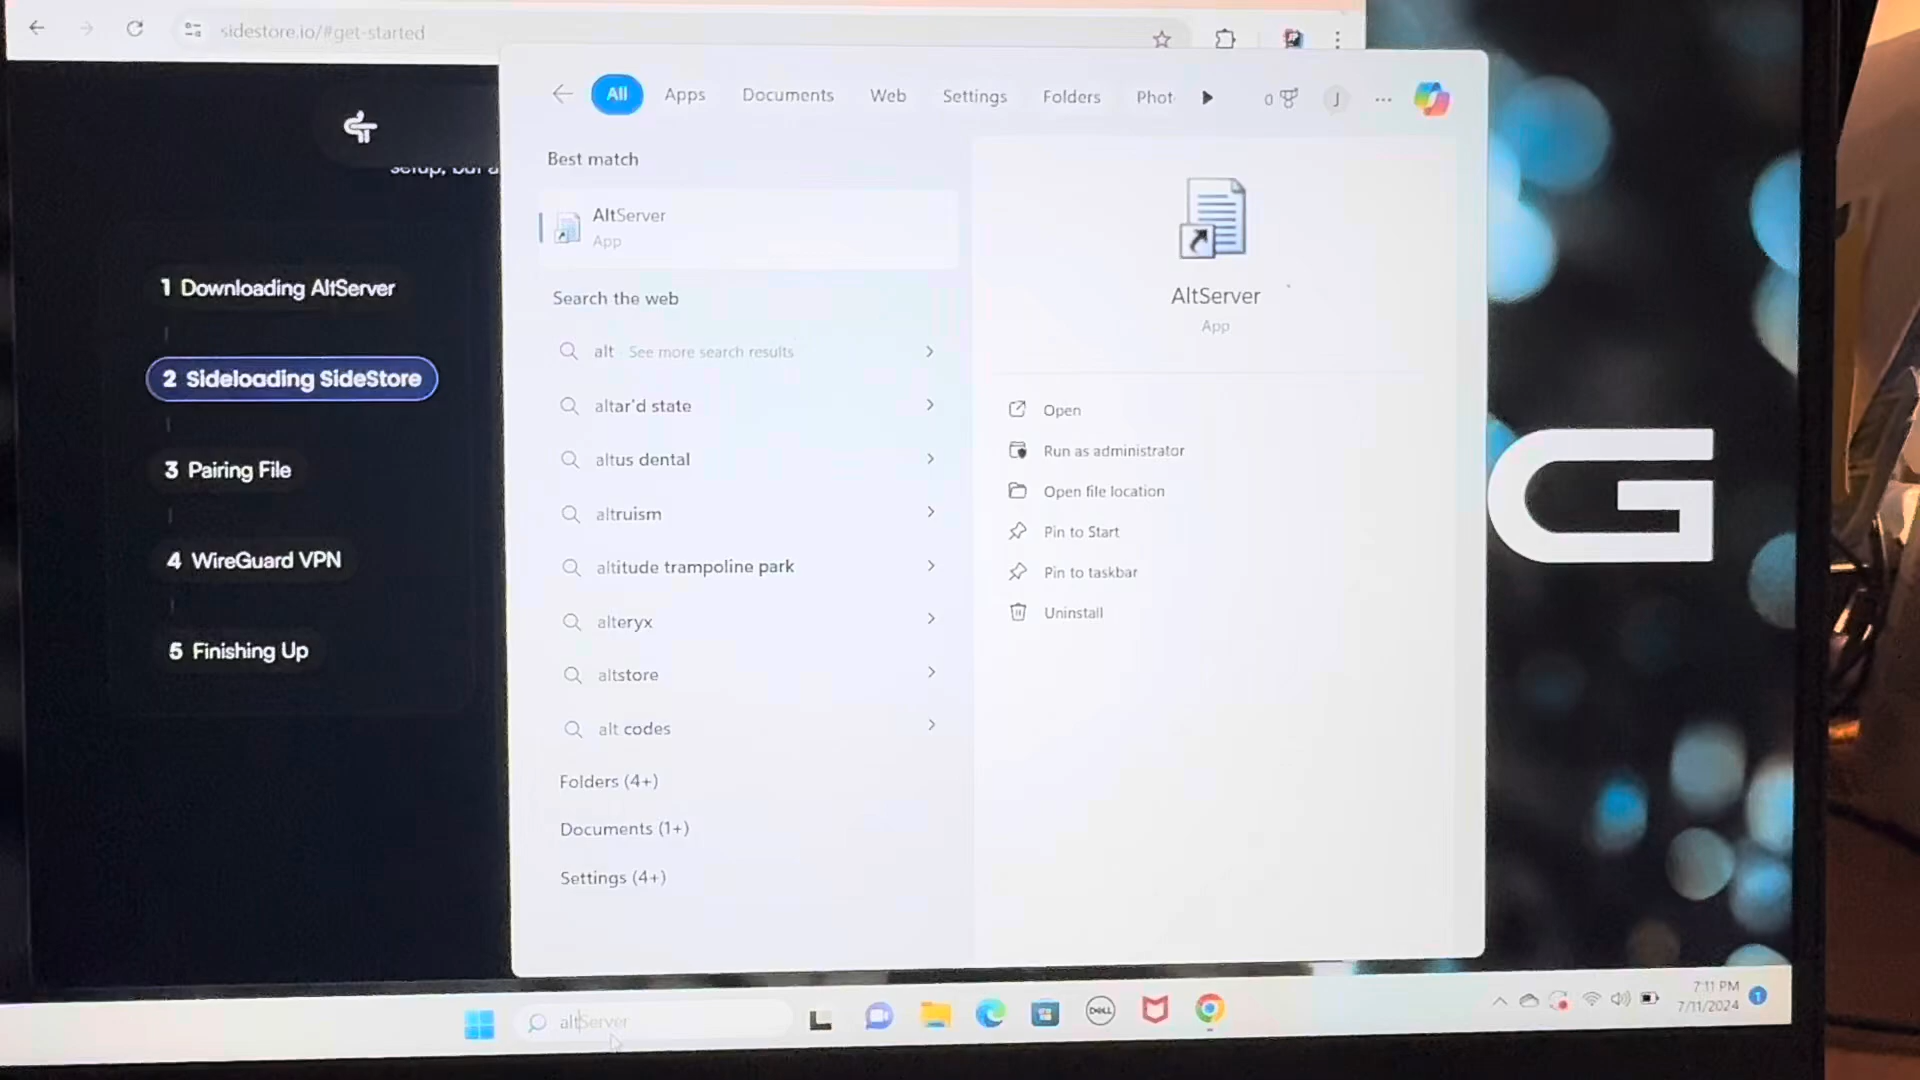 sidestore.io/#get-started
All
Apps
Documents
Web
Settings
Folders
Phot
0
J
Best match
AltServer
App
Search the web
alt See more search results
altar'd state
altus dental
altruism
altitude trampoline park
alteryx
altstore
alt codes
Folders (4+)
Documents (1+)
Settings (4+)
AltServer
App
Open
Run as administrator
Open file location
Pin to Start
Pin to taskbar
Uninstall
1 Downloading AltServer
2 Sideloading SideStore
3 Pairing File
4 WireGuard VPN
5 Finishing Up
G
altServer
DELL
7:11 PM
7/11/2024
1